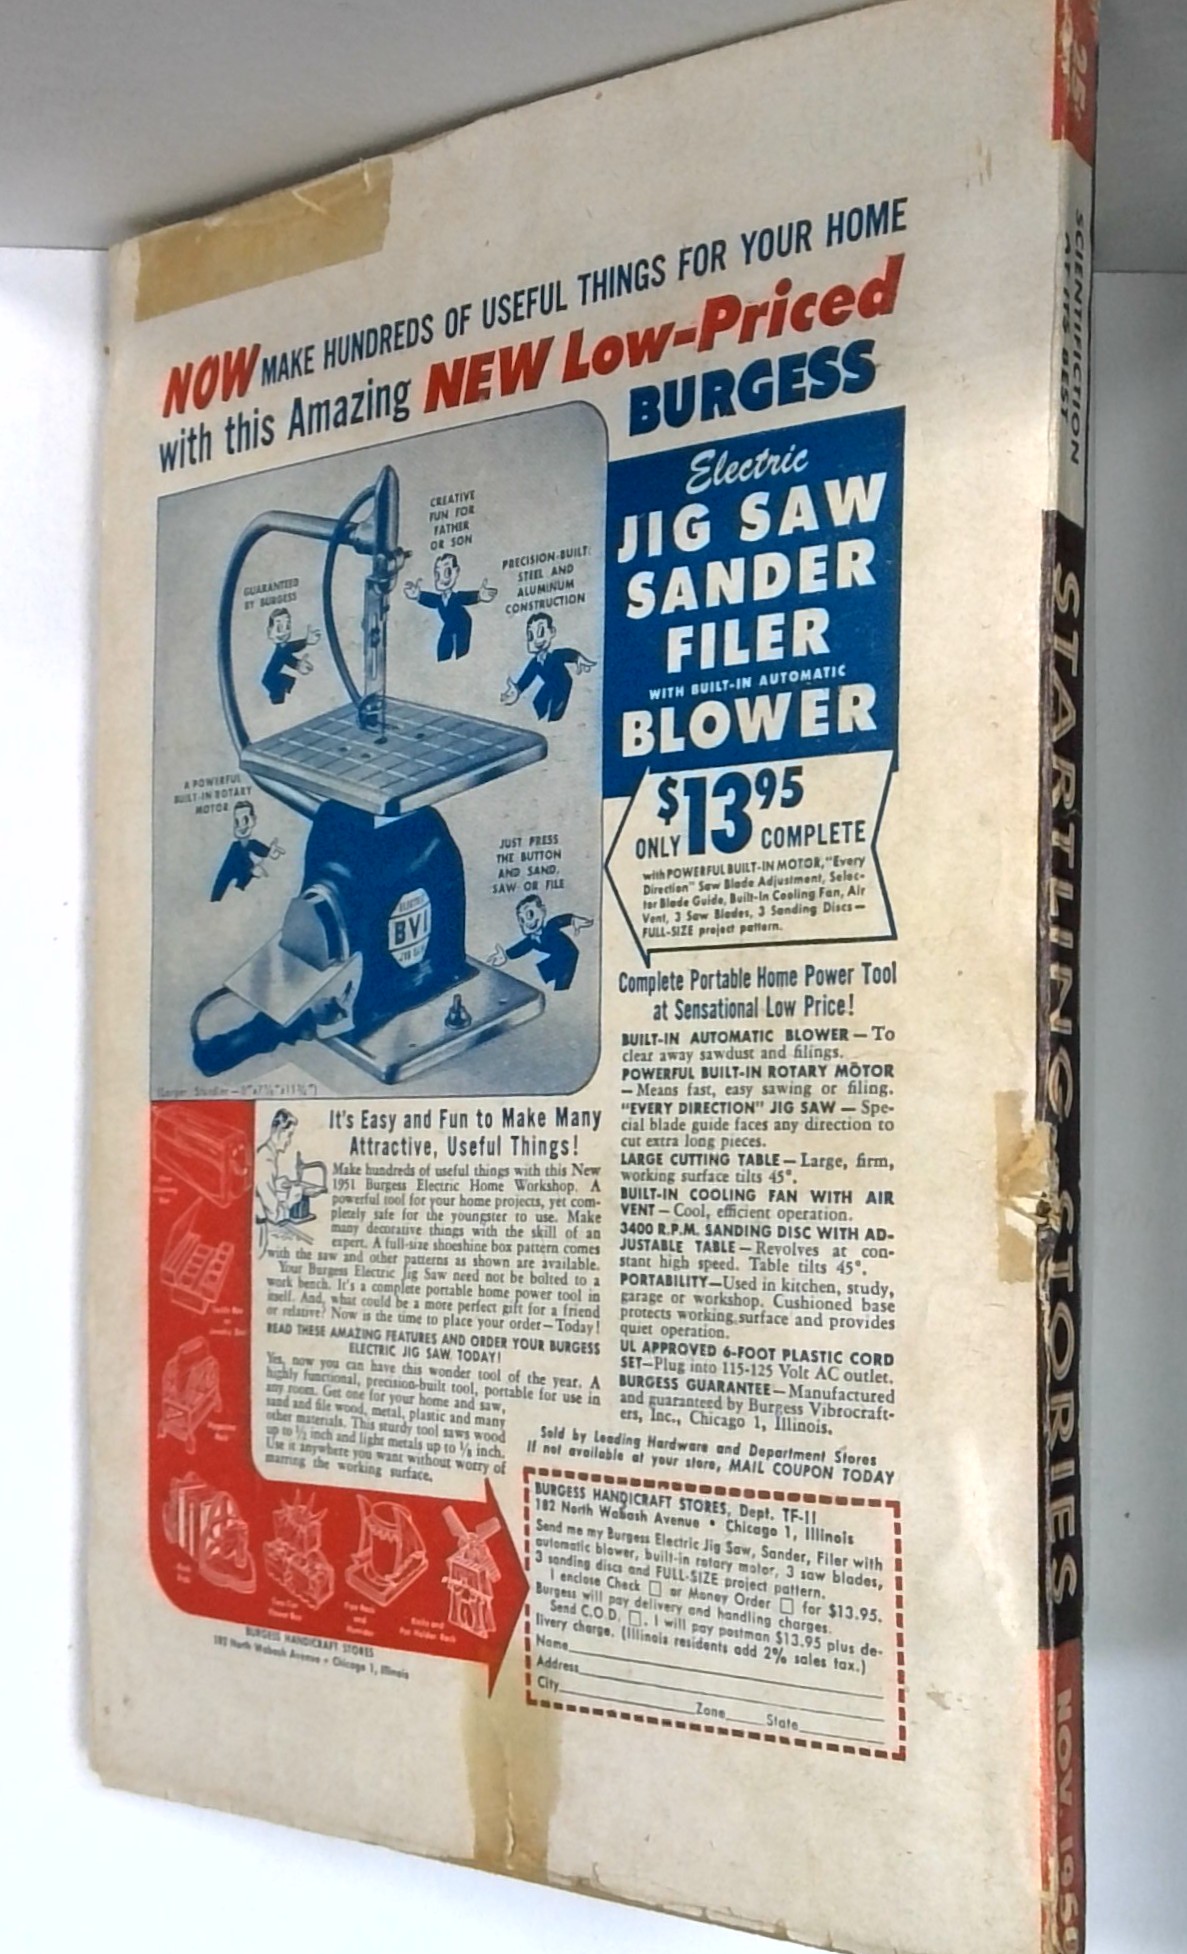 NOW MAKE HUNDREDS OF USEFUL THINGS FOR YOUR HOME
with this Amazing NEW Low-Priced
BURGESS
Electric
JIG SAW
SANDER
FILER
WITH BUILT-IN AUTOMATIC
BLOWER
$13 95
ONLY COMPLETE
with POWERFUL BUILT-IN MOTOR, "Every
Direction" Saw Blade Adjustment, Selec-
tor Blade Guide, Built-In Cooling Fan, Air
Vent, 3 Saw Blades, 3 Sanding Discs—
FULL-SIZE project pattern.
CREATIVE
FUN FOR
FATHER
OR SON
PRECISION-BUILT:
STEEL AND
ALUMINUM
CONSTRUCTION
GUARANTEED
BY BURGESS
A POWERFUL
BUILT-IN ROTARY
MOTOR
JUST PRESS
THE BUTTON
AND SAND,
SAW OR FILE
BVI
Complete Portable Home Power Tool
at Sensational Low Price!
BUILT-IN AUTOMATIC BLOWER—To
clear away sawdust and filings.
POWERFUL BUILT-IN ROTARY MOTOR
—Means fast, easy sawing or filing.
"EVERY DIRECTION" JIG SAW—Spe-
cial blade guide faces any direction to
cut extra long pieces.
LARGE CUTTING TABLE—Large, firm,
working surface tilts 45°.
BUILT-IN COOLING FAN WITH AIR
VENT—Cool, efficient operation.
3400 R.P.M. SANDING DISC WITH AD-
JUSTABLE TABLE—Revolves at con-
stant high speed. Table tilts 45°.
PORTABILITY—Used in kitchen, study,
garage or workshop. Cushioned base
protects working surface and provides
quiet operation.
UL APPROVED 6-FOOT PLASTIC CORD
SET—Plug into 115-125 Volt AC outlet.
BURGESS GUARANTEE—Manufactured
and guaranteed by Burgess Vibrocraft-
ers, Inc., Chicago 1, Illinois.
It's Easy and Fun to Make Many
Attractive, Useful Things!
Make hundreds of useful things with this New
1951 Burgess Electric Home Workshop. A
powerful tool for your home projects, yet com-
pletely safe for the youngster to use. Make
many decorative things with the skill of an
expert. A full-size shoeshine box pattern comes
with the saw and other patterns as shown are available.
Your Burgess Electric Jig Saw need not be bolted to a
work bench. It's a complete portable home power tool in
itself. And, what could be a more perfect gift for a friend
or relative? Now is the time to place your order—Today!
READ THESE AMAZING FEATURES AND ORDER YOUR BURGESS
ELECTRIC JIG SAW TODAY!
Yes, now you can have this wonder tool of the year. A
highly functional, precision-built tool, portable for use in
any room. Get one for your home and saw,
sand and file wood, metal, plastic and many
other materials. This sturdy tool saws wood
up to ½ inch and light metals up to ⅛ inch.
Use it anywhere you want without worry of
marring the working surface.
Sold by Leading Hardware and Department Stores
If not available at your store, MAIL COUPON TODAY
BURGESS HANDICRAFT STORES, Dept. TF-11
182 North Wabash Avenue • Chicago 1, Illinois
Send me my Burgess Electric Jig Saw, Sander, Filer with
automatic blower, built-in rotary motor, 3 saw blades,
3 sanding discs and FULL-SIZE project pattern.
I enclose Check □ or Money Order □ for $13.95.
Burgess will pay delivery and handling charges.
Send C.O.D. □. I will pay postman $13.95 plus de-
livery charge. (Illinois residents add 2% sales tax.)
Name
Address
City Zone State
Knife and
Pot Holder Rack
BURGESS HANDICRAFT STORES
182 North Wabash Avenue • Chicago 1, Illinois
25¢
SCIENTIFICTION
AT ITS BEST
STARTLING STORIES
NOV. 1950